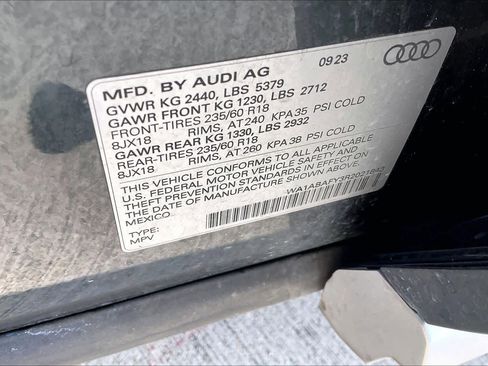 09 23
MFD. BY AUDI AG
GVWR KG 2440, LBS 5379
GAWR FRONT KG 1230, LBS 2712
FRONT-TIRES 235/60 R18
8JX18 RIMS, AT240 KPA35 PSI COLD
GAWR REAR KG 1330, LBS 2932
REAR-TIRES 235/60 R18
8JX18 RIMS, AT 260 KPA 38 PSI COLD
THIS VEHICLE CONFORMS TO ALL APPLICABLE
U.S. FEDERAL MOTOR VEHICLE SAFETY AND
THEFT PREVENTION STANDARDS IN EFFECT ON
THE DATE OF MANUFACTURE SHOWN ABOVE.
MEXICO
TYPE:
MPV